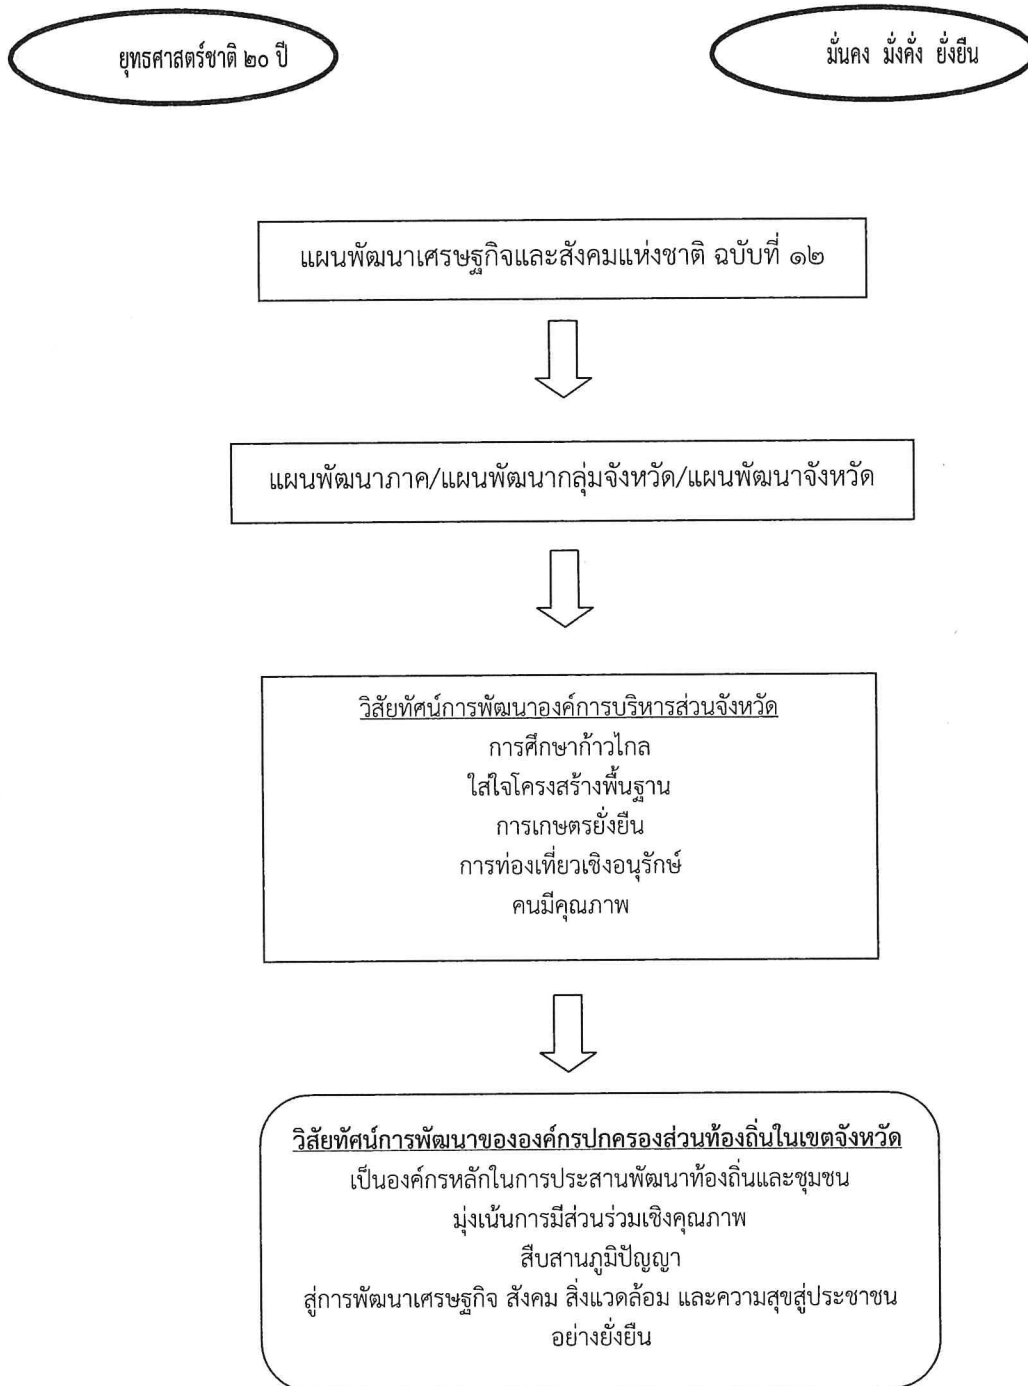 ยุทธศาสตร์ชาติ ๒๐ ปี
มั่นคง มั่งคั่ง ยั่งยืน
แผนพัฒนาเศรษฐกิจและสังคมแห่งชาติ ฉบับที่ ๑๒
แผนพัฒนาภาค/แผนพัฒนากลุ่มจังหวัด/แผนพัฒนาจังหวัด
วิสัยทัศน์การพัฒนาองค์การบริหารส่วนจังหวัด
การศึกษาก้าวไกล
ใส่ใจโครงสร้างพื้นฐาน
การเกษตรยั่งยืน
การท่องเที่ยวเชิงอนุรักษ์
คนมีคุณภาพ
วิสัยทัศน์การพัฒนาขององค์กรปกครองส่วนท้องถิ่นในเขตจังหวัด
เป็นองค์กรหลักในการประสานพัฒนาท้องถิ่นและชุมชน
มุ่งเน้นการมีส่วนร่วมเชิงคุณภาพ
สืบสานภูมิปัญญา
สู่การพัฒนาเศรษฐกิจ สังคม สิ่งแวดล้อม และความสุขสู่ประชาชน
อย่างยั่งยืน